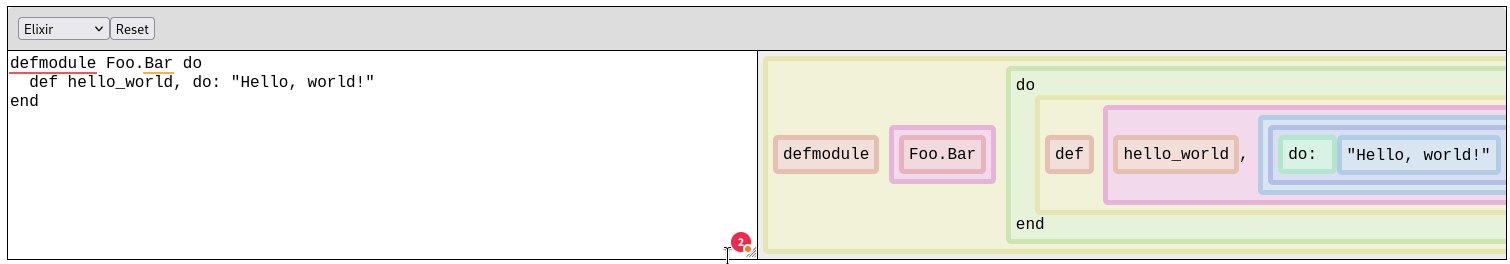 Elixir Reset
defmodule Foo.Bar do
  def hello_world, do: "Hello, world!"
end
2
do
defmodule Foo.Bar def hello_world , do: "Hello, world!"
end